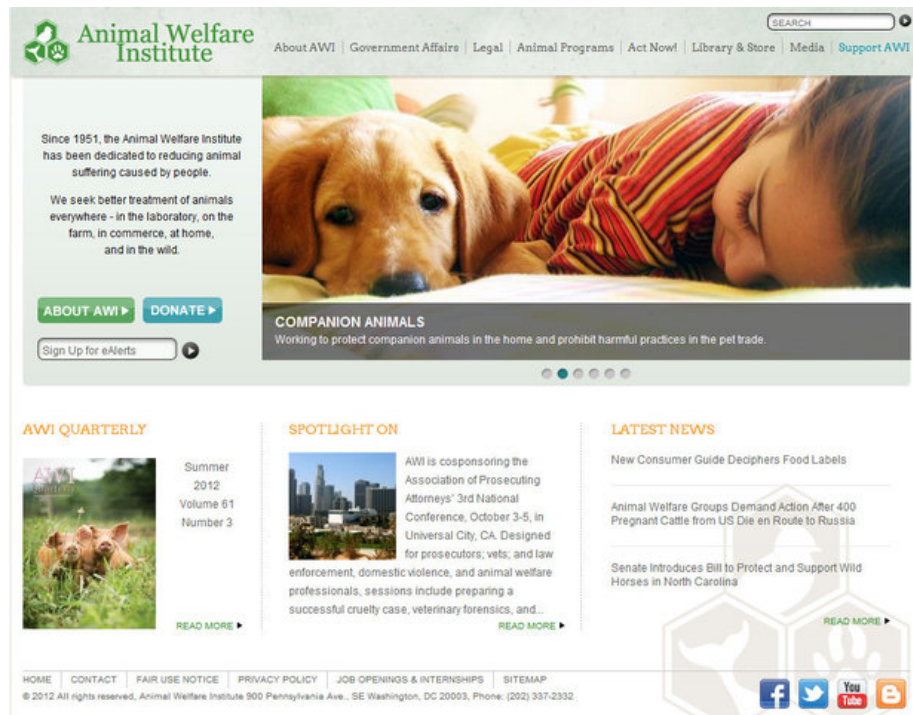 Animal Welfare
Institute
SEARCH
About AWI | Government Affairs | Legal | Animal Programs | Act Now! | Library & Store | Media | Support AWI
Since 1951, the Animal Welfare Institute
has been dedicated to reducing animal
suffering caused by people.
We seek better treatment of animals
everywhere - in the laboratory, on the
farm, in commerce, at home,
and in the wild.
ABOUT AWI
DONATE
Sign Up for eAlerts
COMPANION ANIMALS
Working to protect companion animals in the home and prohibit harmful practices in the pet trade.
AWI QUARTERLY
AWI
Summer
2012
Volume 61
Number 3
READ MORE
SPOTLIGHT ON
AWI is cosponsoring the
Association of Prosecuting
Attorneys' 3rd National
Conference, October 3-5, in
Universal City, CA. Designed
for prosecutors; vets; and law
enforcement, domestic violence, and animal welfare
professionals, sessions include preparing a
successful cruelty case, veterinary forensics, and...
READ MORE
LATEST NEWS
New Consumer Guide Deciphers Food Labels
Animal Welfare Groups Demand Action After 400
Pregnant Cattle from US Die en Route to Russia
Senate Introduces Bill to Protect and Support Wild
Horses in North Carolina
READ MORE
HOME | CONTACT | FAIR USE NOTICE | PRIVACY POLICY | JOB OPENINGS & INTERNSHIPS | SITEMAP
© 2012 All rights reserved, Animal Welfare Institute 900 Pennsylvania Ave., SE Washington, DC 20003, Phone: (202) 337-2332
You
Tube